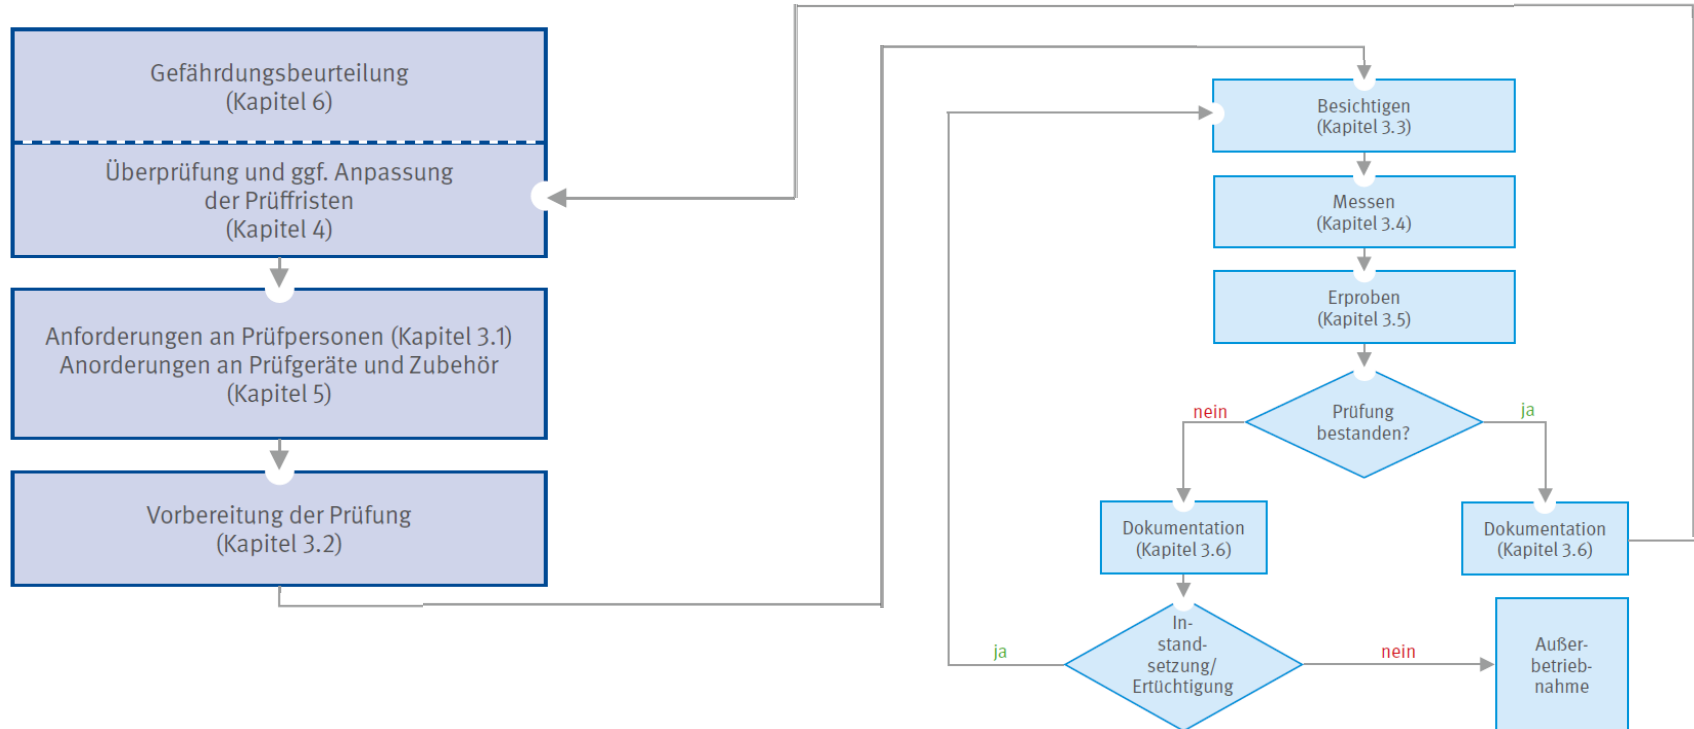 Gefährdungsbeurteilung
(Kapitel 6)
Überprüfung und ggf. Anpassung
der Prüffristen
(Kapitel 4)
Anforderungen an Prüfpersonen (Kapitel 3.1)
Anorderungen an Prüfgeräte und Zubehör
(Kapitel 5)
Vorbereitung der Prüfung
(Kapitel 3.2)
Besichtigen
(Kapitel 3.3)
Messen
(Kapitel 3.4)
Erproben
(Kapitel 3.5)
Prüfung
bestanden?
nein
ja
Dokumentation
(Kapitel 3.6)
Dokumentation
(Kapitel 3.6)
In-
stand-
setzung/
Ertüchtigung
ja
nein
Außer-
betrieb-
nahme